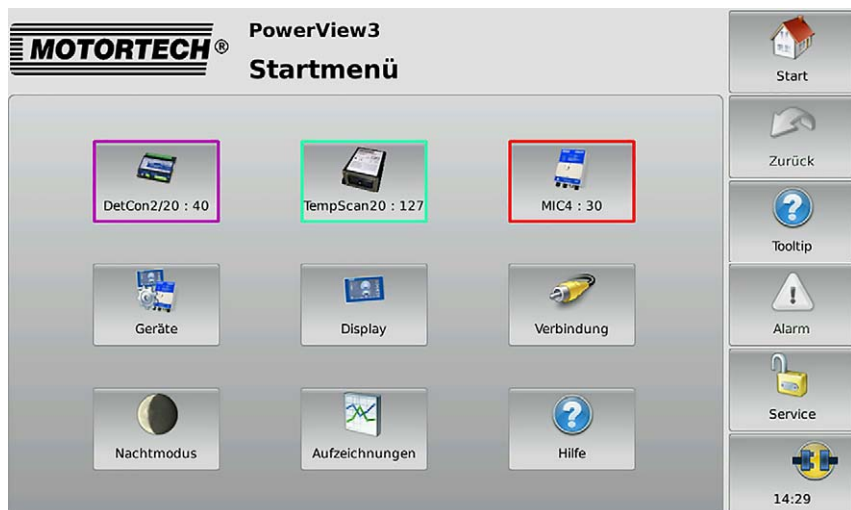 MOTORTECH®
PowerView3
Startmenü
DetCon2/20 : 40
TempScan20 : 127
MIC4 : 30
Geräte
Display
Verbindung
Nachtmodus
Aufzeichnungen
Hilfe
Start
Zurück
Tooltip
Alarm
Service
14:29